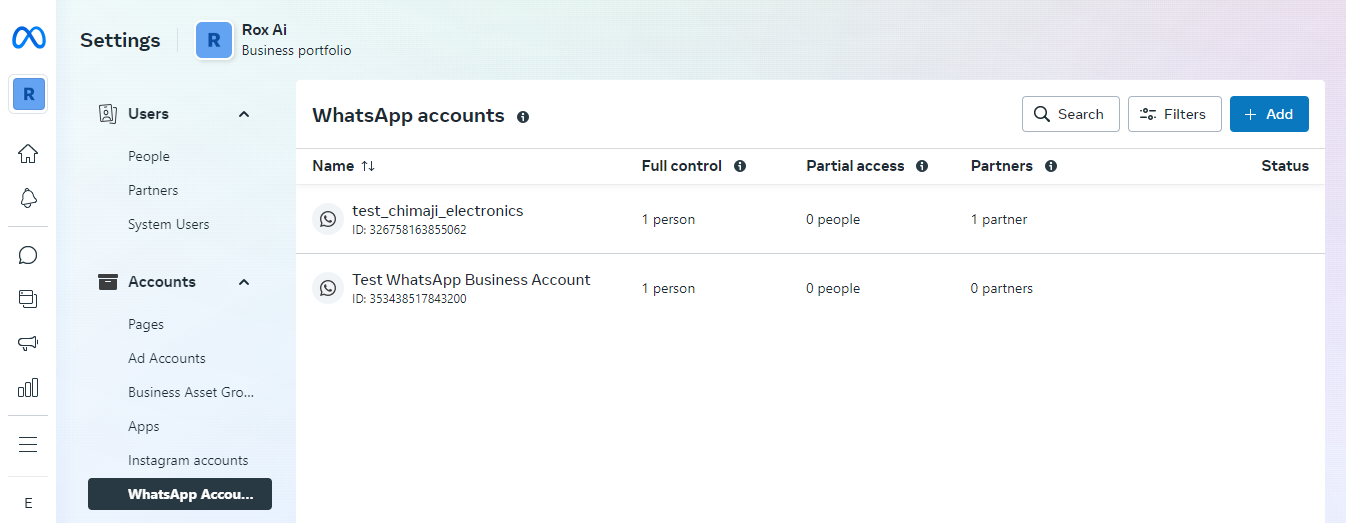 Settings
R
Rox Ai
Business portfolio
R
Users
People
Partners
System Users
Accounts
Pages
Ad Accounts
Business Asset Gro...
Apps
Instagram accounts
WhatsApp Accou...
E
WhatsApp accounts
Search
Filters
+ Add
Name Full control Partial access Partners Status
test_chimaji_electronics
ID: 326758163855062
1 person 0 people 1 partner
Test WhatsApp Business Account
ID: 353438517843200
1 person 0 people 0 partners